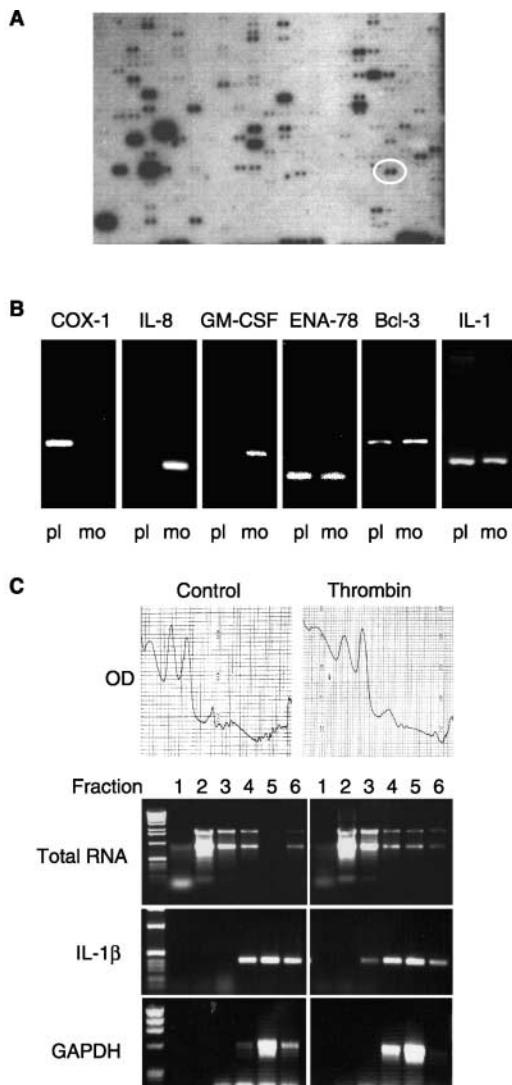 A
B
COX-1 IL-8 GM-CSF ENA-78 Bcl-3 IL-1
pl mo pl mo pl mo pl mo pl mo pl mo
C
Control Thrombin
OD
Fraction 1 2 3 4 5 6 1 2 3 4 5 6
Total RNA
IL-1β
GAPDH